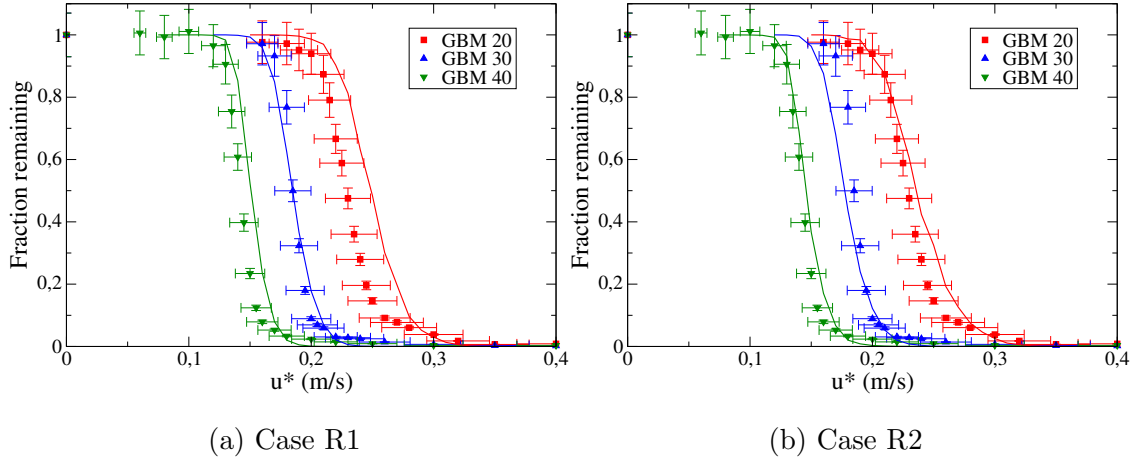 1
0.8
0.6
0.4
0.2
0
Fraction remaining
GBM 20
GBM 30
GBM 40
0 0,1 0,2 0,3 0,4
u* (m/s)
(a) Case R1
1
0.8
0.6
0.4
0.2
0
Fraction remaining
GBM 20
GBM 30
GBM 40
0 0,1 0,2 0,3 0,4
u* (m/s)
(b) Case R2